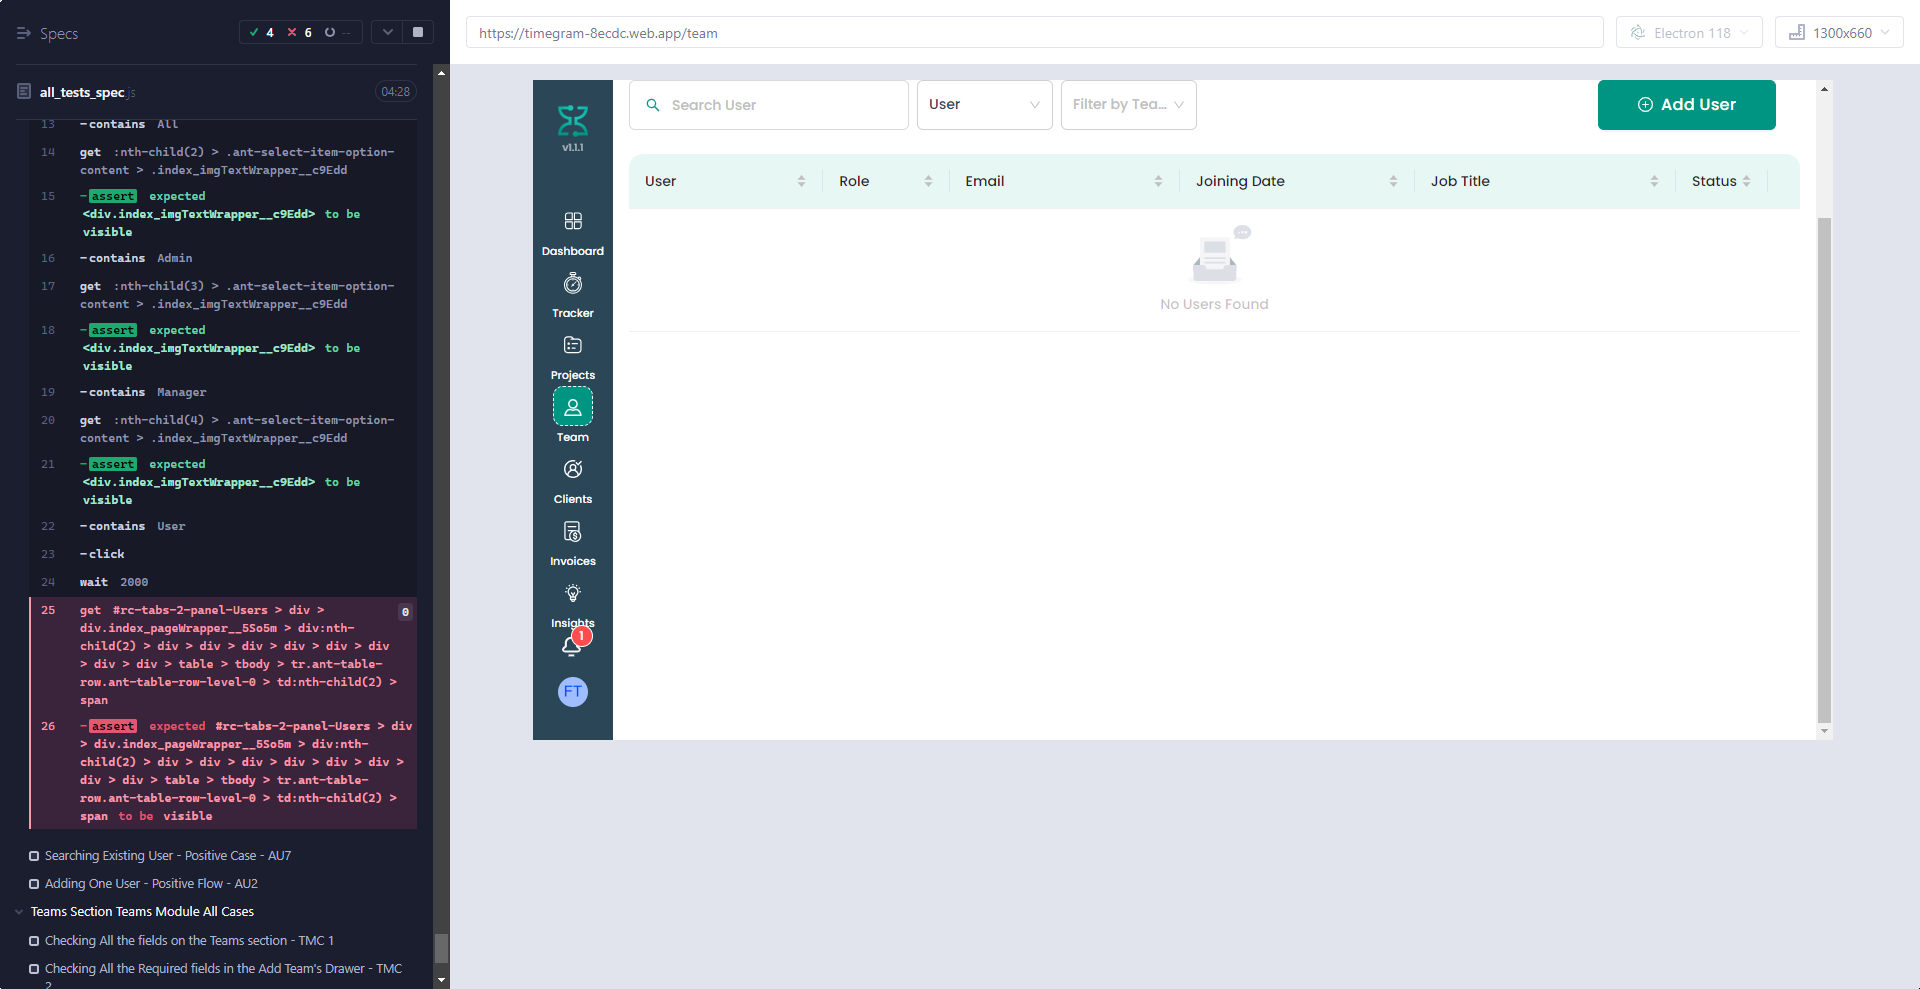 Specs
4 6 --
all_tests_spec.js 04:28
13 -contains All
14 get :nth-child(2) > .ant-select-item-option-
content > .index_imgTextWrapper__c9Edd
15 -assert expected
<div.index_imgTextWrapper__c9Edd> to be
visible
16 -contains Admin
17 get :nth-child(3) > .ant-select-item-option-
content > .index_imgTextWrapper__c9Edd
18 -assert expected
<div.index_imgTextWrapper__c9Edd> to be
visible
19 -contains Manager
20 get :nth-child(4) > .ant-select-item-option-
content > .index_imgTextWrapper__c9Edd
21 -assert expected
<div.index_imgTextWrapper__c9Edd> to be
visible
22 -contains User
23 -click
24 wait 2000
25 get #rc-tabs-2-panel-Users > div > 0
div.index_pageWrapper__5So5m > div:nth-
child(2) > div > div > div > div > div > div
> div > div > table > tbody > tr.ant-table-
row.ant-table-row-level-0 > td:nth-child(2) >
span
26 -assert expected #rc-tabs-2-panel-Users > div
> div.index_pageWrapper__5So5m > div:nth-
child(2) > div > div > div > div > div > div >
div > div > table > tbody > tr.ant-table-
row.ant-table-row-level-0 > td:nth-child(2) >
span to be visible
Searching Existing User - Positive Case - AU7
Adding One User - Positive Flow - AU2
Teams Section Teams Module All Cases
Checking All the fields on the Teams section - TMC 1
Checking All the Required fields in the Add Team's Drawer - TMC
2
https://timegram-8ecdc.web.app/team
Electron 118
1300x660
v1.1.1
Dashboard
Tracker
Projects
Team
Clients
Invoices
Insights
1
FT
Search User
User
Filter by Tea...
Add User
User Role Email Joining Date Job Title Status
No Users Found